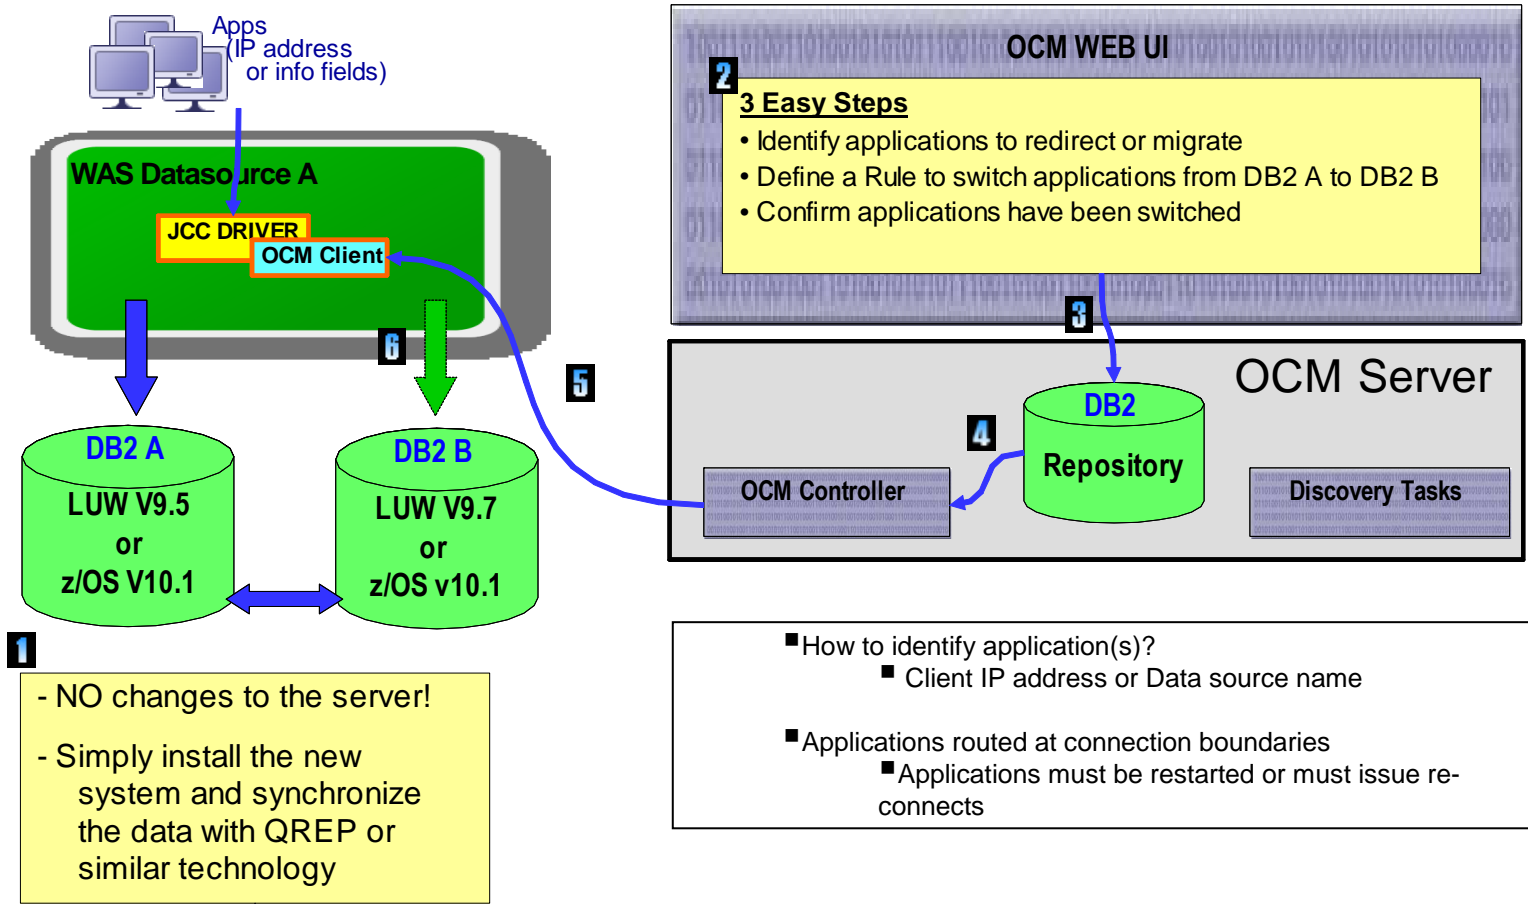 Apps
(IP address
or info fields)
WAS Datasource A
JCC DRIVER
OCM Client
6
5
DB2 A
LUW V9.5
or
z/OS V10.1
DB2 B
LUW V9.7
or
z/OS v10.1
1
- NO changes to the server!
- Simply install the new
system and synchronize
the data with QREP or
similar technology
OCM WEB UI
2
3 Easy Steps
• Identify applications to redirect or migrate
• Define a Rule to switch applications from DB2 A to DB2 B
• Confirm applications have been switched
3
OCM Server
DB2
Repository
4
OCM Controller
Discovery Tasks
▪How to identify application(s)?
▪ Client IP address or Data source name
▪Applications routed at connection boundaries
▪Applications must be restarted or must issue re-
connects